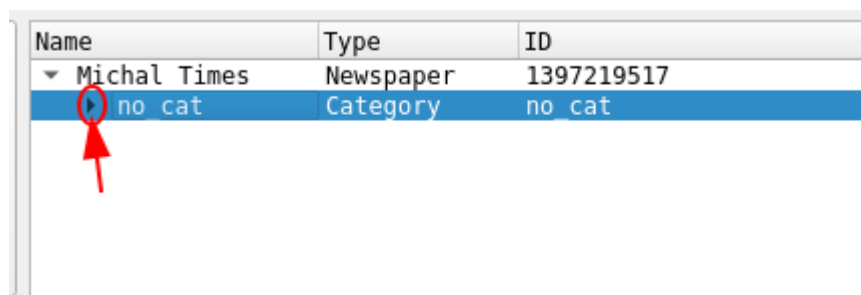 Name Type ID
Michal Times Newspaper 1397219517
no_cat Category no_cat